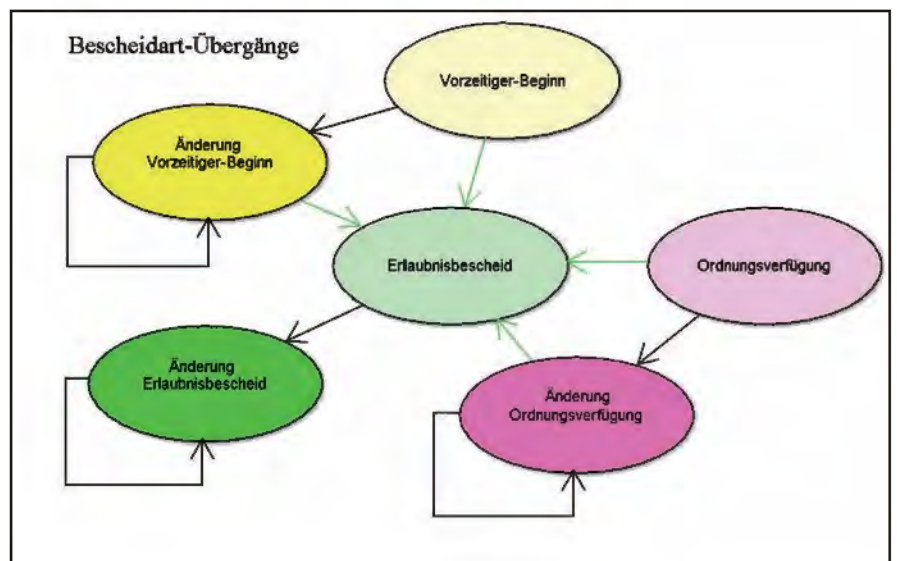 Bescheidart-Übergänge
Vorzeitiger-Beginn
Änderung
Vorzeitiger-Beginn
Erlaubnisbescheid
Ordnungsverfügung
Änderung
Erlaubnisbescheid
Änderung
Ordnungsverfügung